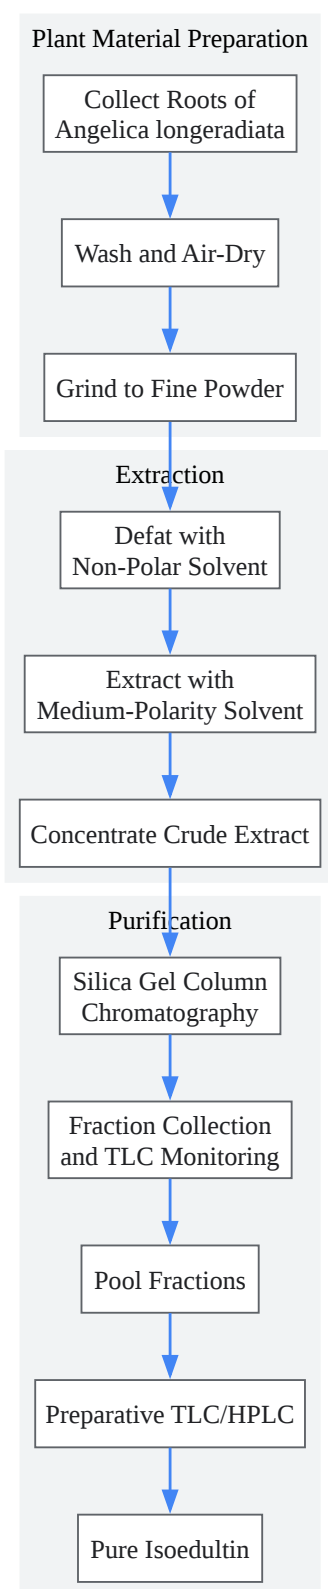 Plant Material Preparation
Collect Roots of
Angelica longeradiata
Wash and Air-Dry
Grind to Fine Powder
Extraction
Defat with
Non-Polar Solvent
Extract with
Medium-Polarity Solvent
Concentrate Crude Extract
Purification
Silica Gel Column
Chromatography
Fraction Collection
and TLC Monitoring
Pool Fractions
Preparative TLC/HPLC
Pure Isoedultin